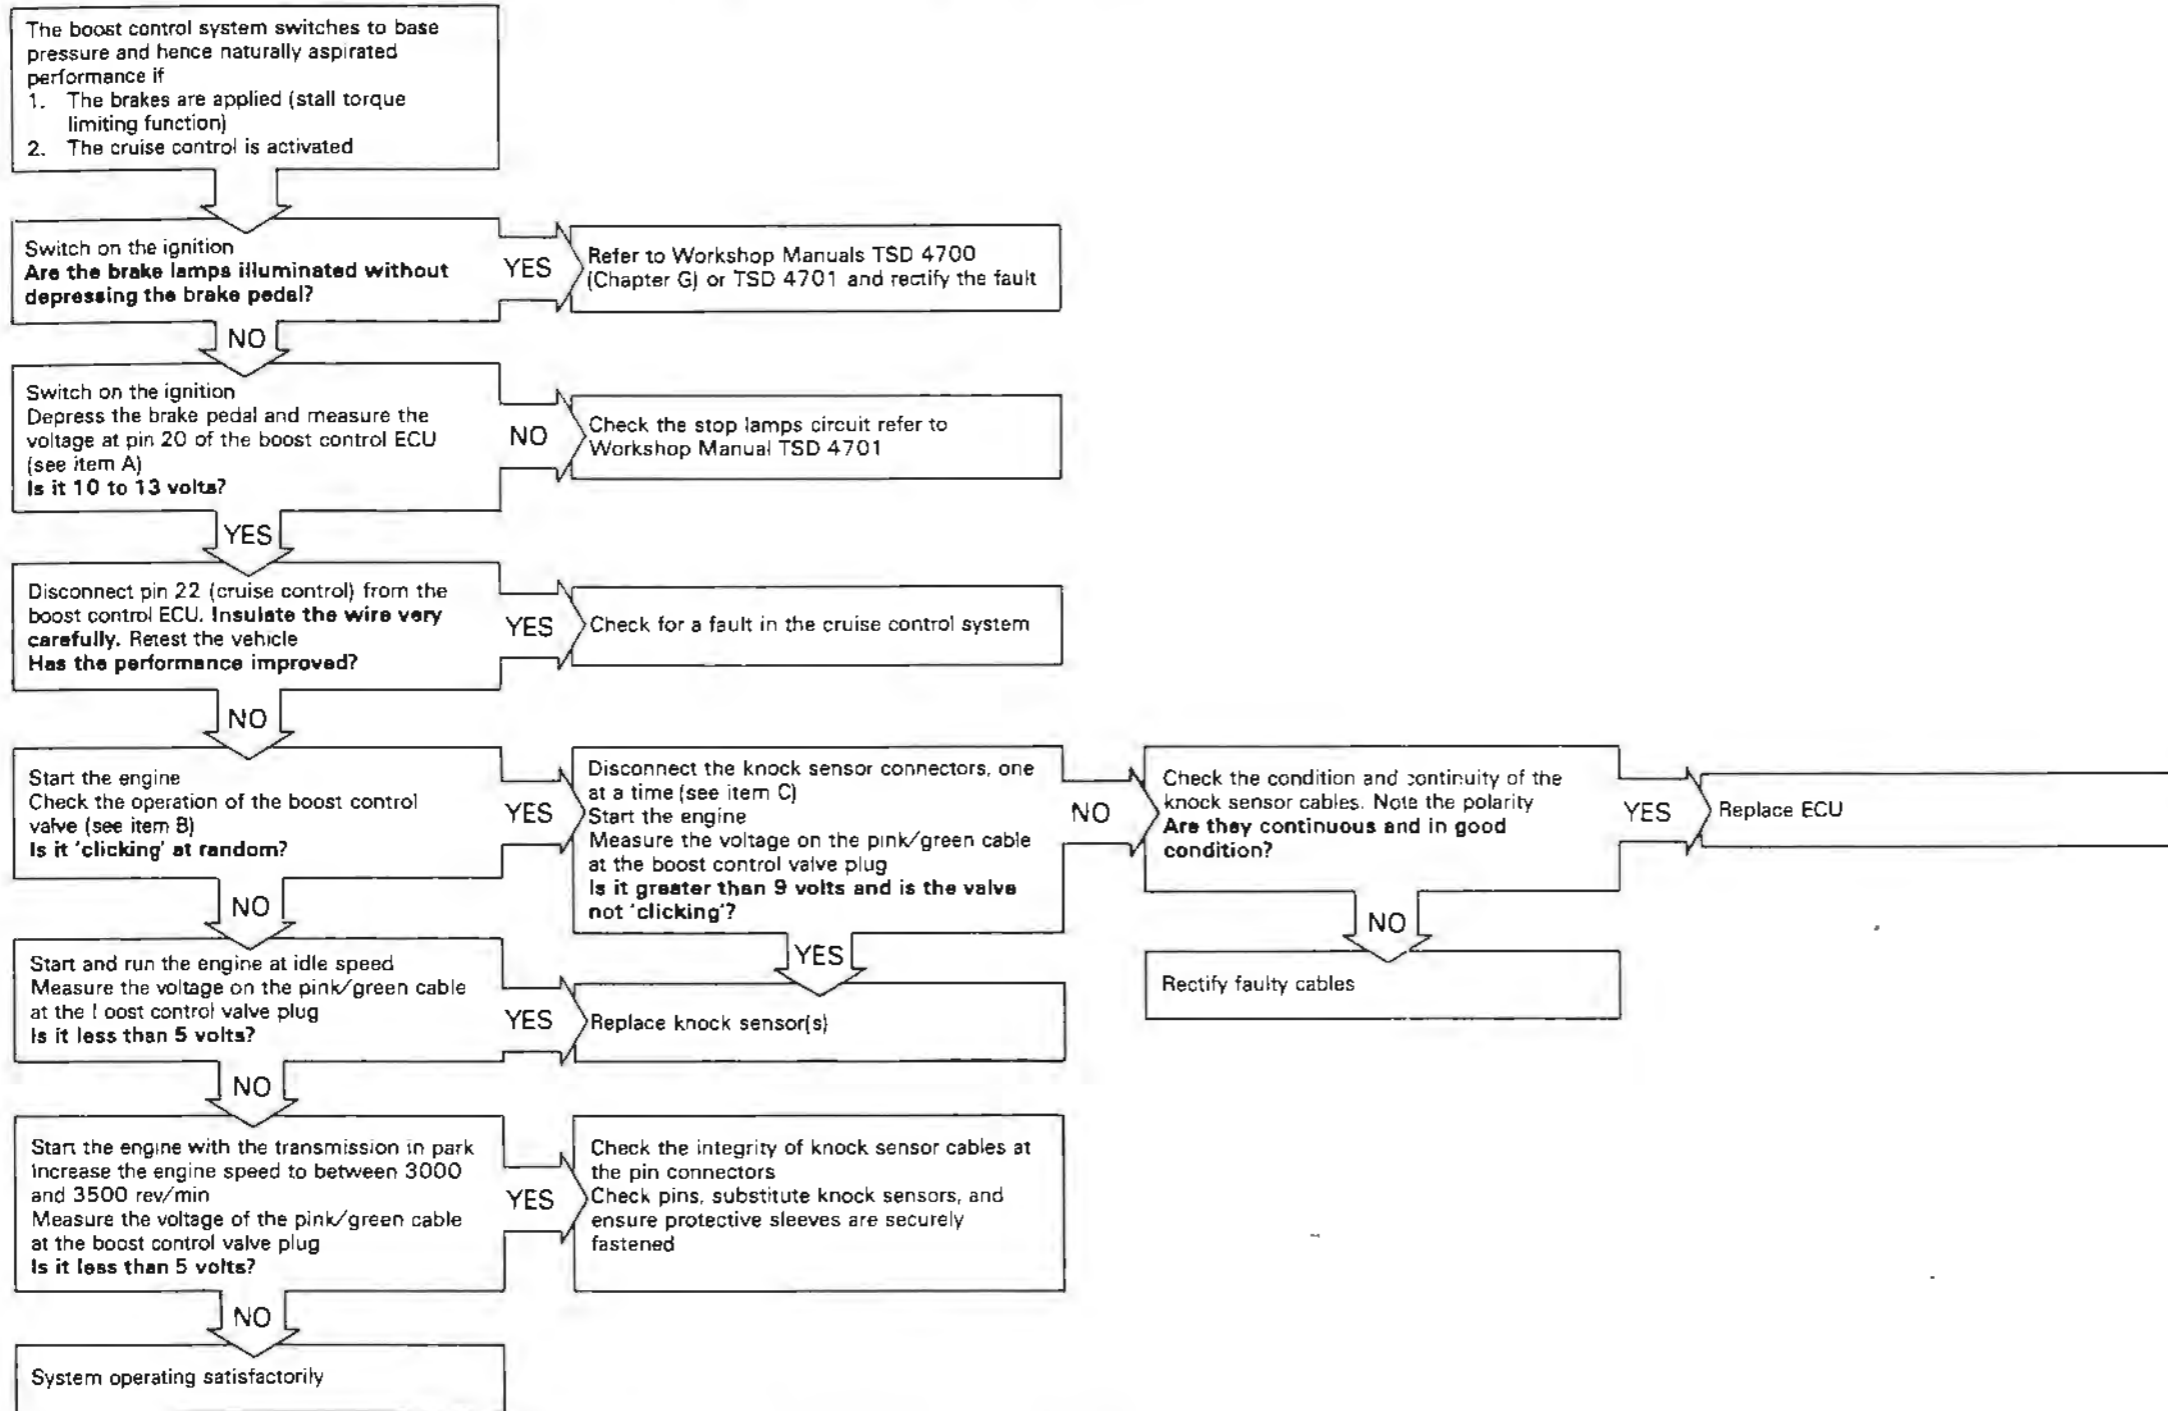 The boost control system switches to base
pressure and hence naturally aspirated
performance if
1. The brakes are applied (stall torque
limiting function)
2. The cruise control is activated
Switch on the ignition
Are the brake lamps illuminated without
depressing the brake pedal?
YES
Refer to Workshop Manuals TSD 4700
(Chapter G) or TSD 4701 and rectify the fault
NO
Switch on the ignition
Depress the brake pedal and measure the
voltage at pin 20 of the boost control ECU
(see item A)
Is it 10 to 13 volts?
NO
Check the stop lamps circuit refer to
Workshop Manual TSD 4701
YES
Disconnect pin 22 (cruise control) from the
boost control ECU. Insulate the wire very
carefully. Retest the vehicle
Has the performance improved?
YES
Check for a fault in the cruise control system
NO
Start the engine
Check the operation of the boost control
valve (see item B)
Is it 'clicking' at random?
YES
Disconnect the knock sensor connectors, one
at a time (see item C)
Start the engine
Measure the voltage on the pink/green cable
at the boost control valve plug
Is it greater than 9 volts and is the valve
not 'clicking'?
NO
Check the condition and continuity of the
knock sensor cables. Note the polarity
Are they continuous and in good
condition?
YES
Replace ECU
NO
Rectify faulty cables
YES
NO
Start and run the engine at idle speed
Measure the voltage on the pink/green cable
at the oost control valve plug
Is it less than 5 volts?
YES
Replace knock sensor(s)
NO
Start the engine with the transmission in park
Increase the engine speed to between 3000
and 3500 rev/min
Measure the voltage of the pink/green cable
at the boost control valve plug
Is it less than 5 volts?
YES
Check the integrity of knock sensor cables at
the pin connectors
Check pins, substitute knock sensors, and
ensure protective sleeves are securely
fastened
NO
System operating satisfactorily